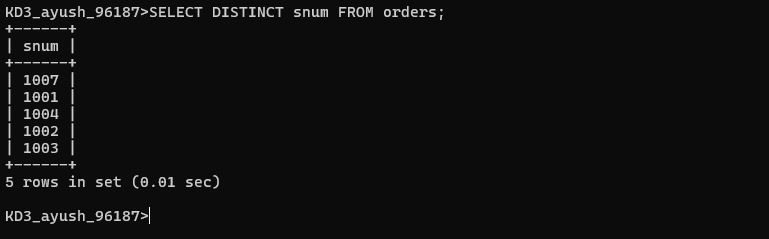 KD3_ayush_96187>SELECT DISTINCT snum FROM orders;
+------+
| snum |
+------+
| 1007 |
| 1001 |
| 1004 |
| 1002 |
| 1003 |
+------+
5 rows in set (0.01 sec)
KD3_ayush_96187>